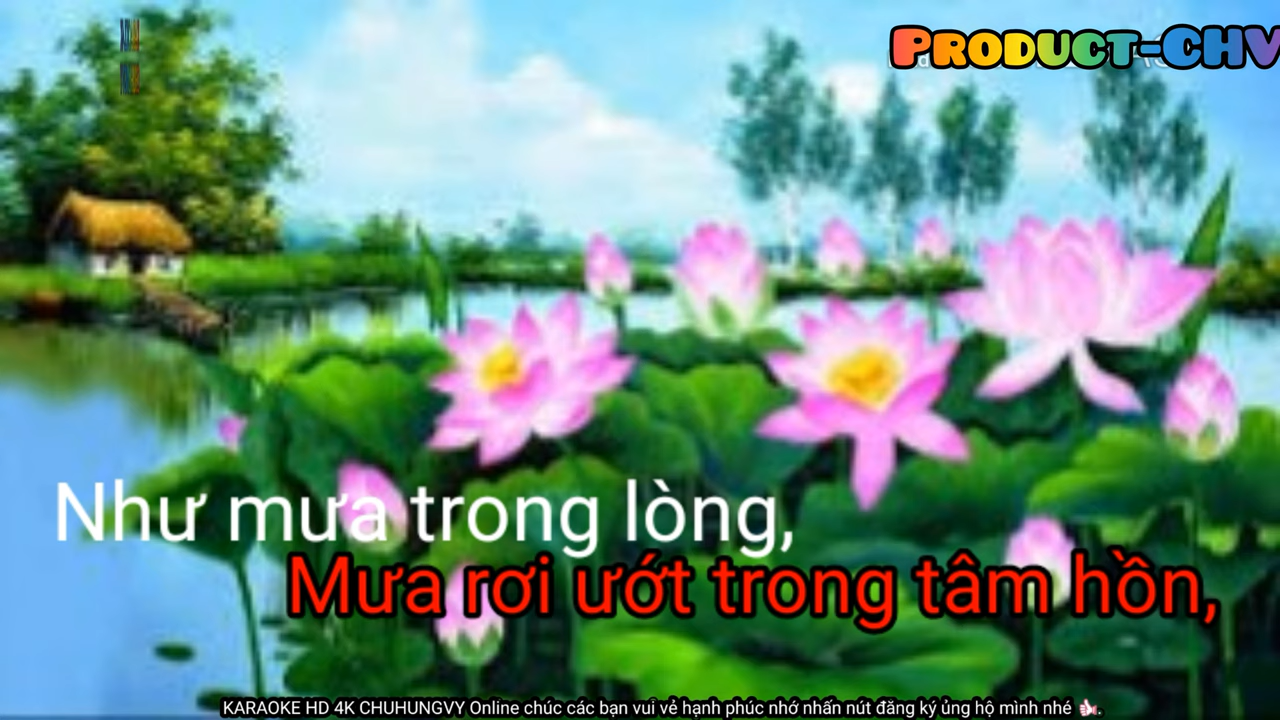 PRODUCT-CHV
Như mưa trong lòng,
Mưa rơi ướt trong tâm hồn,
KARAOKE HD 4K CHUHUNGVY Online chúc các bạn vui vẻ hạnh phúc nhớ nhấn nút đăng ký ủng hộ mình nhé 👍🏻.